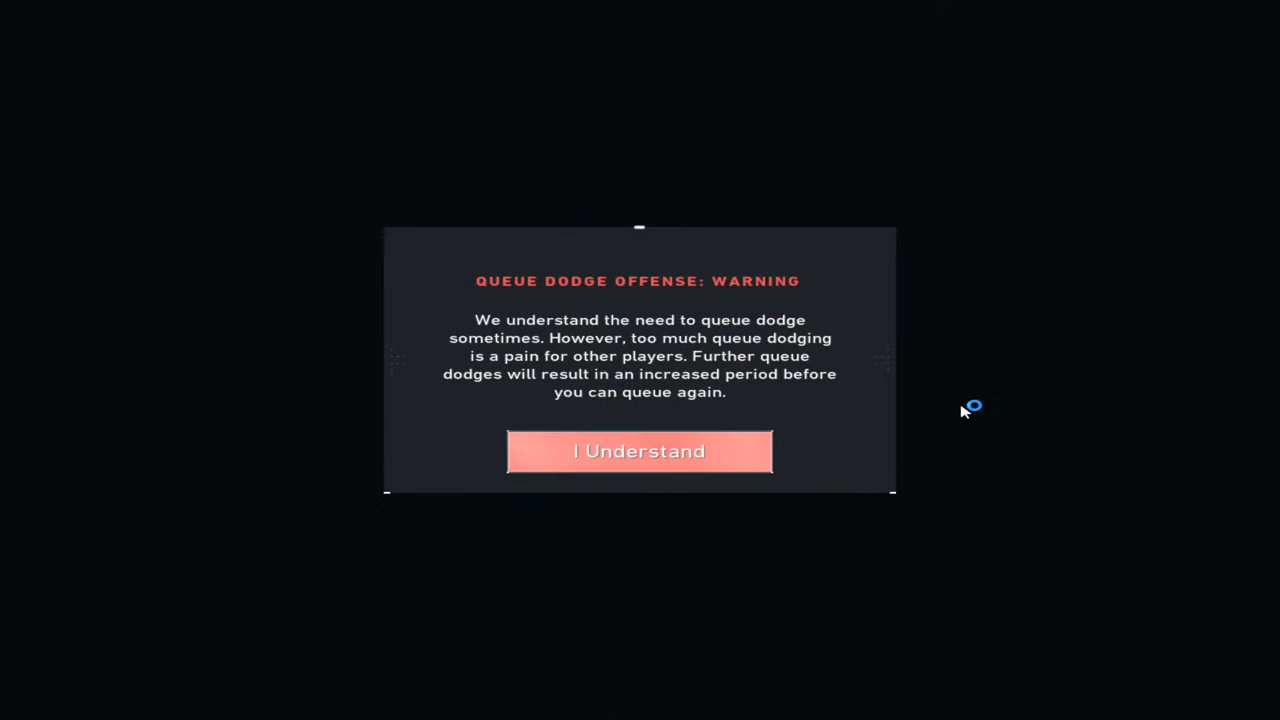 QUEUE DODGE OFFENSE: WARNING
We understand the need to queue dodge
sometimes. However, too much queue dodging
is a pain for other players. Further queue
dodges will result in an increased period before
you can queue again.
I Understand